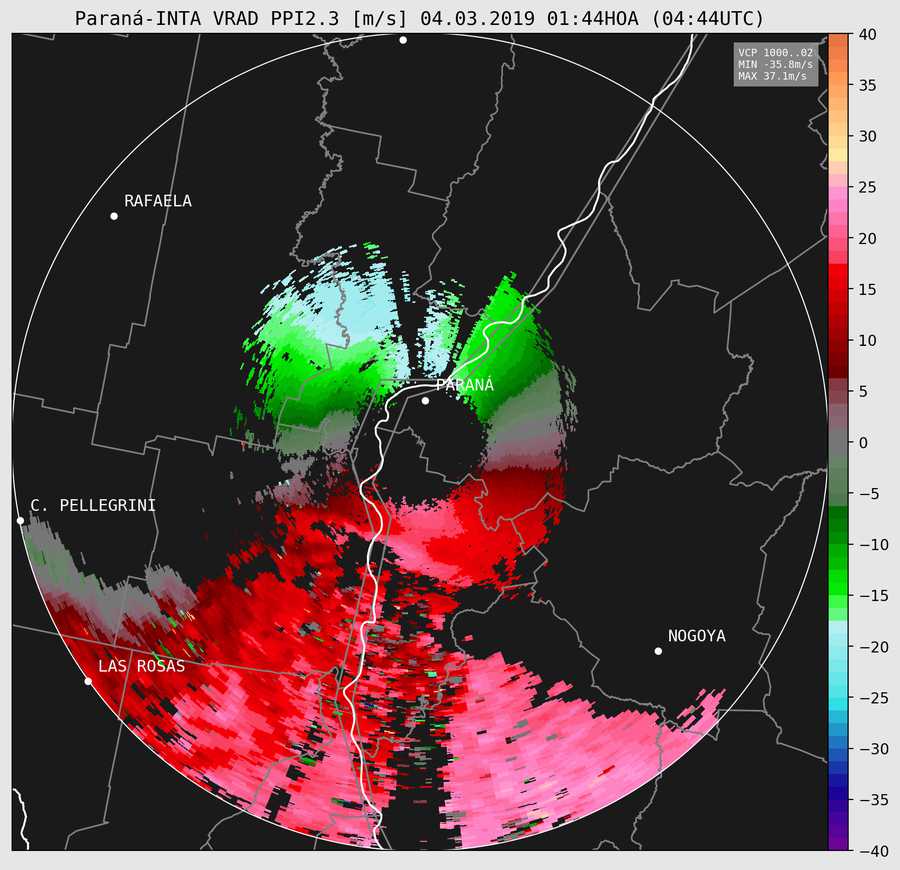 Paraná-INTA VRAD PPI2.3 [m/s] 04.03.2019 01:44HOA (04:44UTC)
VCP 1000..02
MIN -35.8m/s
MAX 37.1m/s
RAFAELA
PARANÁ
C. PELLEGRINI
NOGOYA
LAS ROSAS
40
35
30
25
20
15
10
5
0
−5
−10
−15
−20
−25
−30
−35
−40